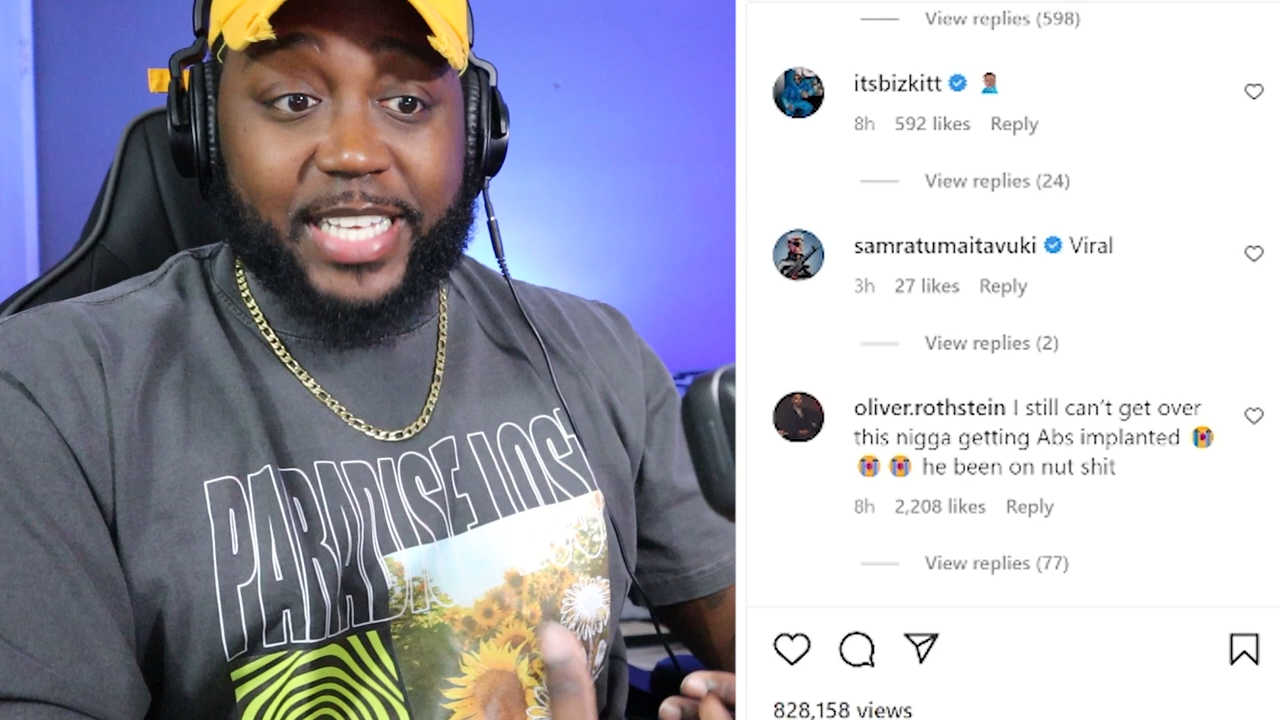 PARADISE LOST
View replies (598)
itsbizkitt
8h 592 likes Reply
View replies (24)
samratumaitavuki Viral
3h 27 likes Reply
View replies (2)
oliver.rothstein I still can't get over
this nigga getting Abs implanted 😭
😭 😭 he been on nut shit
8h 2,208 likes Reply
View replies (77)
828,158 views